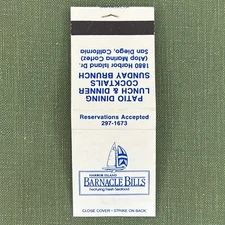 1880 Harbor Island Dr.
(Atop Marina Cortez)
San Diego, California
PATIO DINING
LUNCH & DINNER
COCKTAILS
SUNDAY BRUNCH
Reservations Accepted
297-1673
HARBOR ISLAND
BARNACLE BILL'S
Featuring Fresh Seafood
CLOSE COVER - STRIKE ON BACK